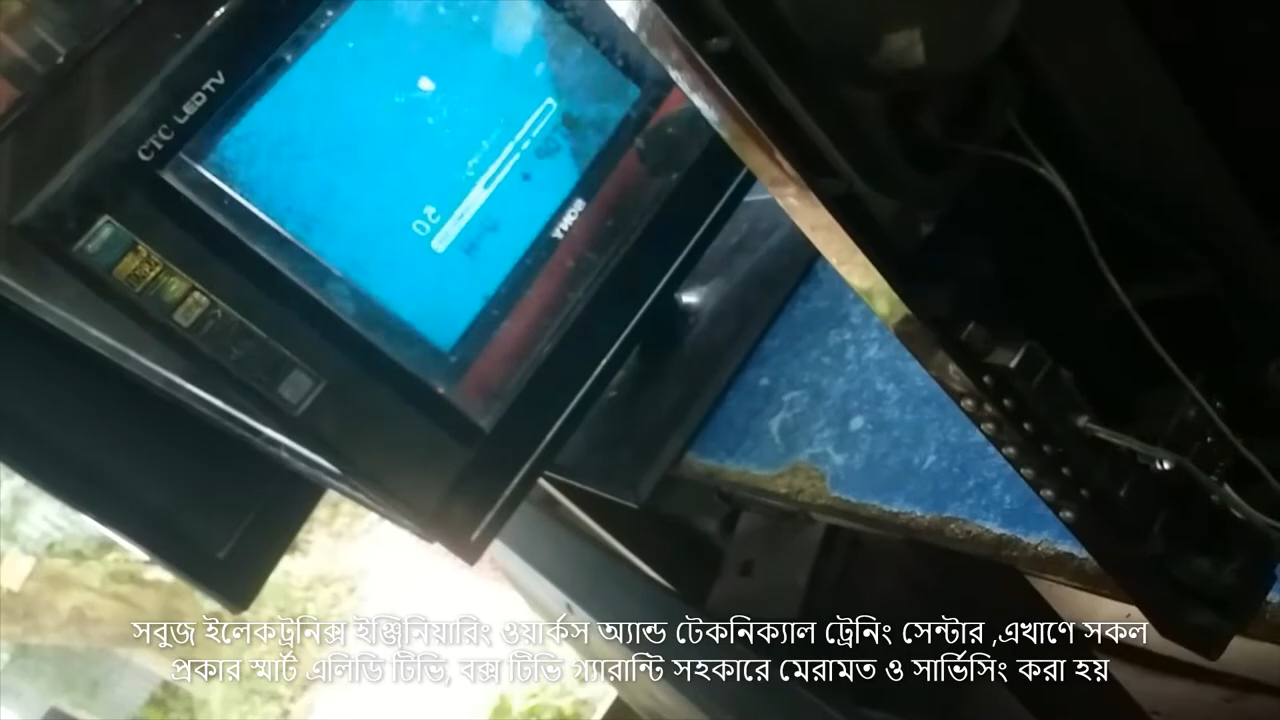 CTC LED TV
50
SONY
সবুজ ইলেকট্রনিক্স ইঞ্জিনিয়ারিং ওয়ার্কস অ্যান্ড টেকনিক্যাল ট্রেনিং সেন্টার ,এখাণে সকল
প্রকার স্মার্ট এলিডি টিভি, বক্স টিভি গ্যারান্টি সহকারে মেরামত ও সার্ভিসিং করা হয়